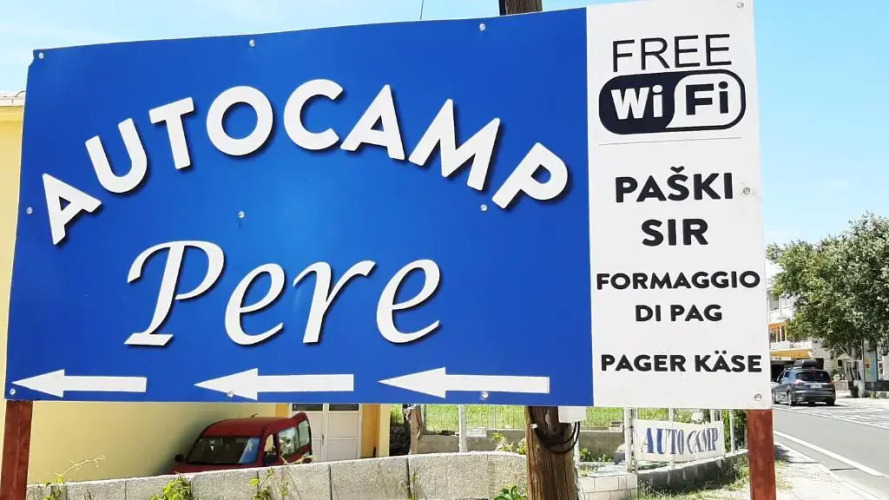 AUTOCAMP
Pere
FREE
WiFi
PAŠKI
SIR
FORMAGGIO
DI PAG
PAGER KÄSE
AUTO CAMP